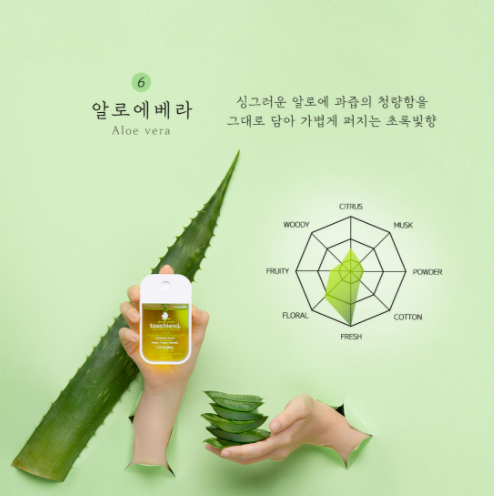 6
알로에베라
Aloe vera
싱그러운 알로에 과즙의 청량함을
그대로 담아 가볍게 퍼지는 초록빛향
CITRUS
WOODY
MUSK
FRUITY
POWDER
FLORAL
COTTON
FRESH